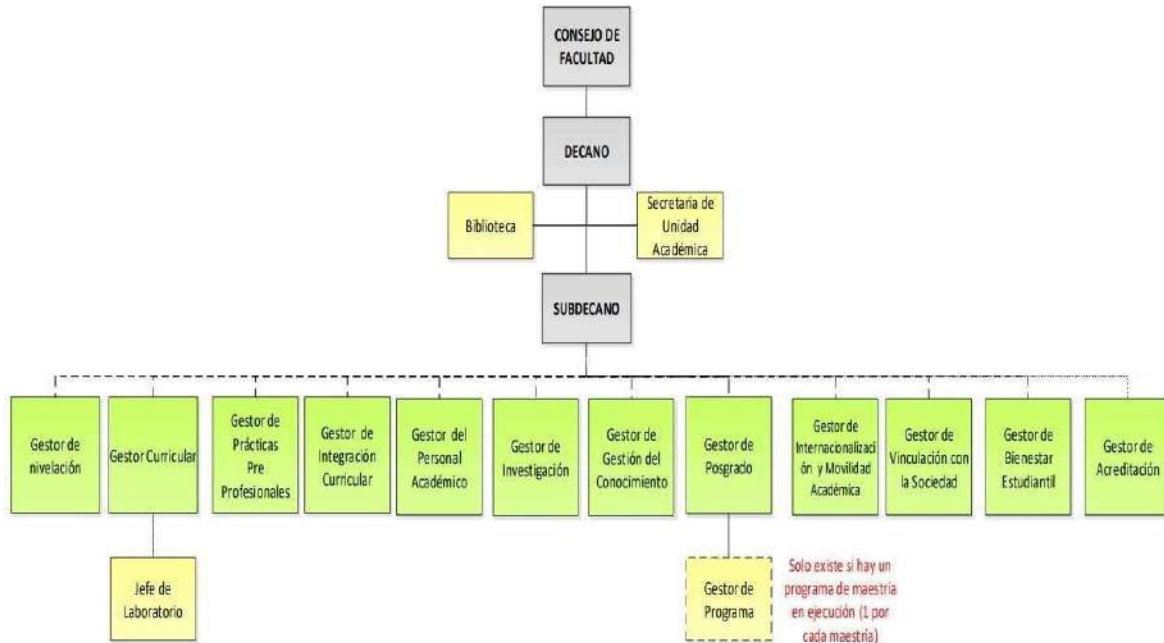 CONSEJO DE
FACULTAD
DECANO
Biblioteca
Secretaria de
Unidad
Académica
SUBDECANO
Gestor de
nivelación
Gestor Curricular
Gestor de
Prácticas
Pre
Profesionales
Gestor de
Integración
Curricular
Gestor del
Personal
Académico
Gestor de
Investigación
Gestor de
Gestión del
Conocimiento
Gestor de
Posgrado
Gestor de
Internacionalizaci
ón y Movilidad
Académica
Gestor de
Vinculación con
la Sociedad
Gestor de
Bienestar
Estudiantil
Gestor de
Acreditación
Jefe de
Laboratorio
Gestor de
Programa
Solo existe si hay un
programa de maestría
en ejecución (1 por
cada maestría)